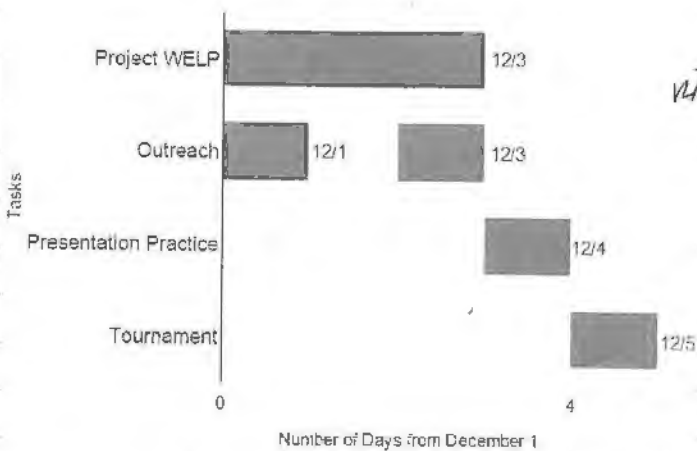 Project WELP
12/3
Outreach
12/1
12/3
Tasks
Presentation Practice
12/4
Tournament
12/5
0
4
Number of Days from December 1